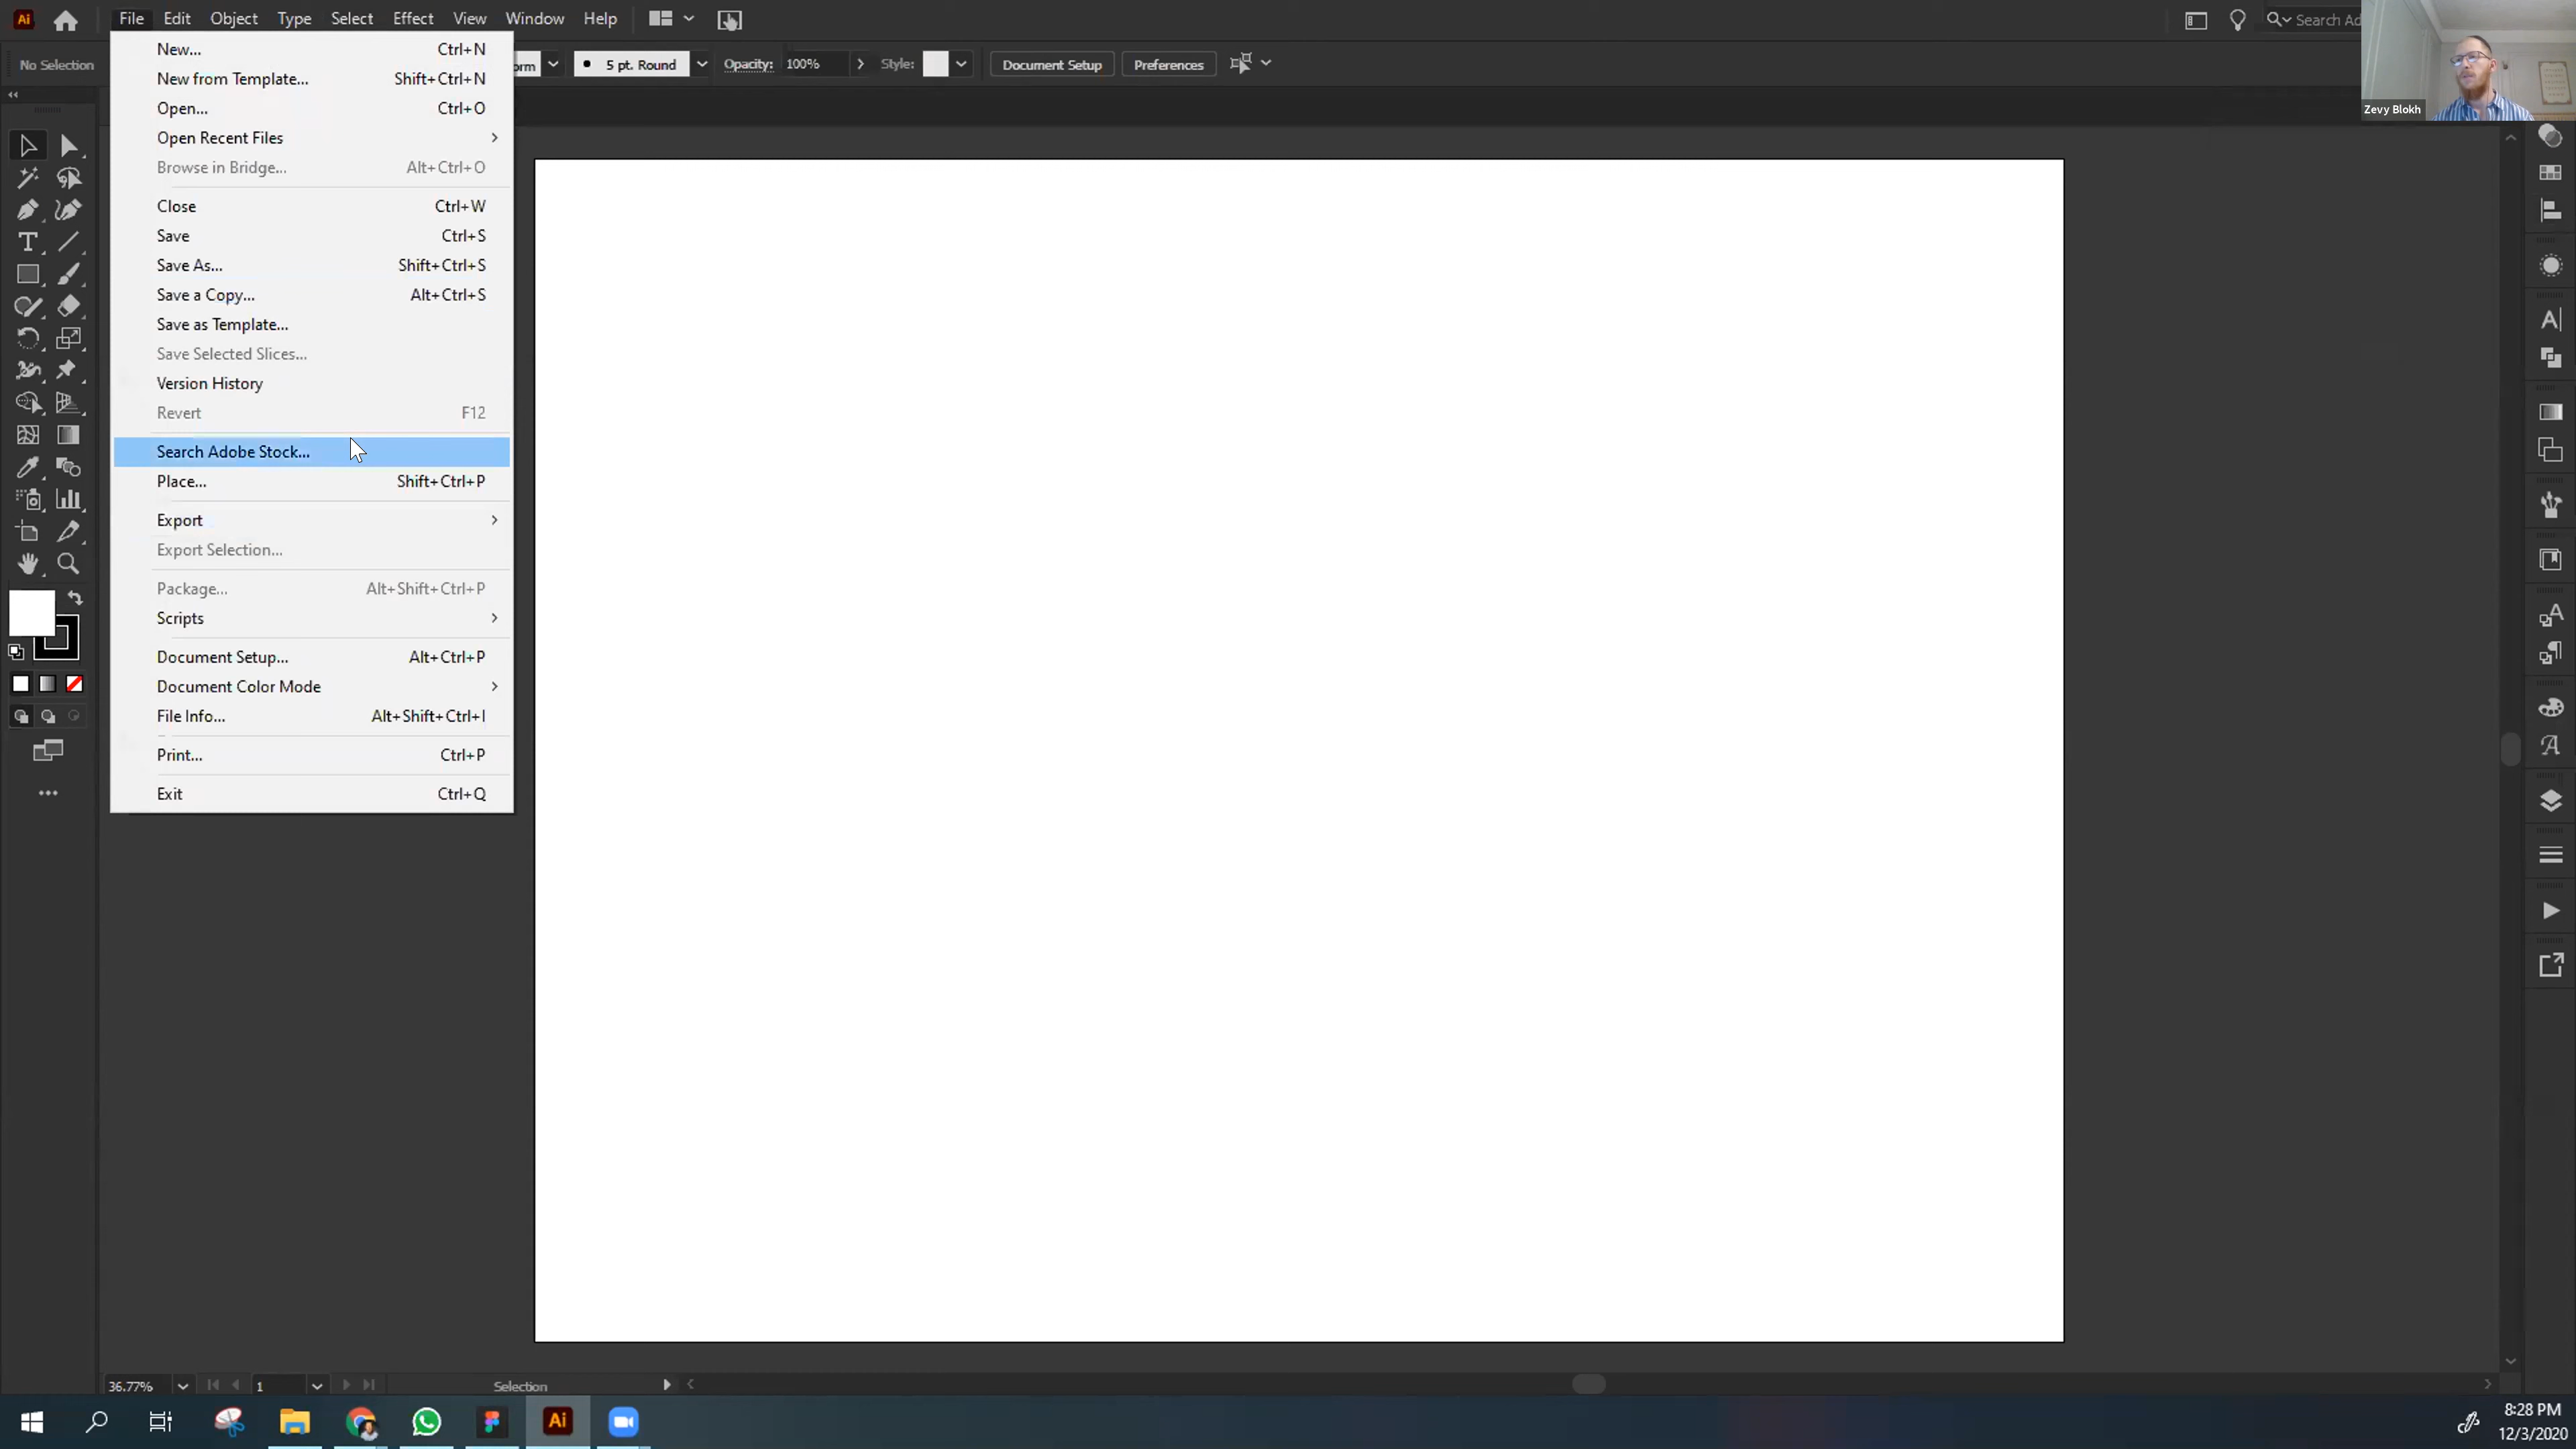 Ai File Edit Object Type Select Effect View Window Help Search Ad
No Selection orm 5 pt. Round Opacity: 100% Style: Document Setup Preferences
Zevy Blokh
New... Ctrl+N
New from Template... Shift+Ctrl+N
Open... Ctrl+O
Open Recent Files
Browse in Bridge... Alt+Ctrl+O
Close Ctrl+W
Save Ctrl+S
Save As... Shift+Ctrl+S
Save a Copy... Alt+Ctrl+S
Save as Template...
Save Selected Slices...
Version History
Revert F12
Search Adobe Stock...
Place... Shift+Ctrl+P
Export
Export Selection...
Package... Alt+Shift+Ctrl+P
Scripts
Document Setup... Alt+Ctrl+P
Document Color Mode
File Info... Alt+Shift+Ctrl+I
Print... Ctrl+P
Exit Ctrl+Q
36.77% 1 Selection
Ai
8:28 PM
12/3/2020